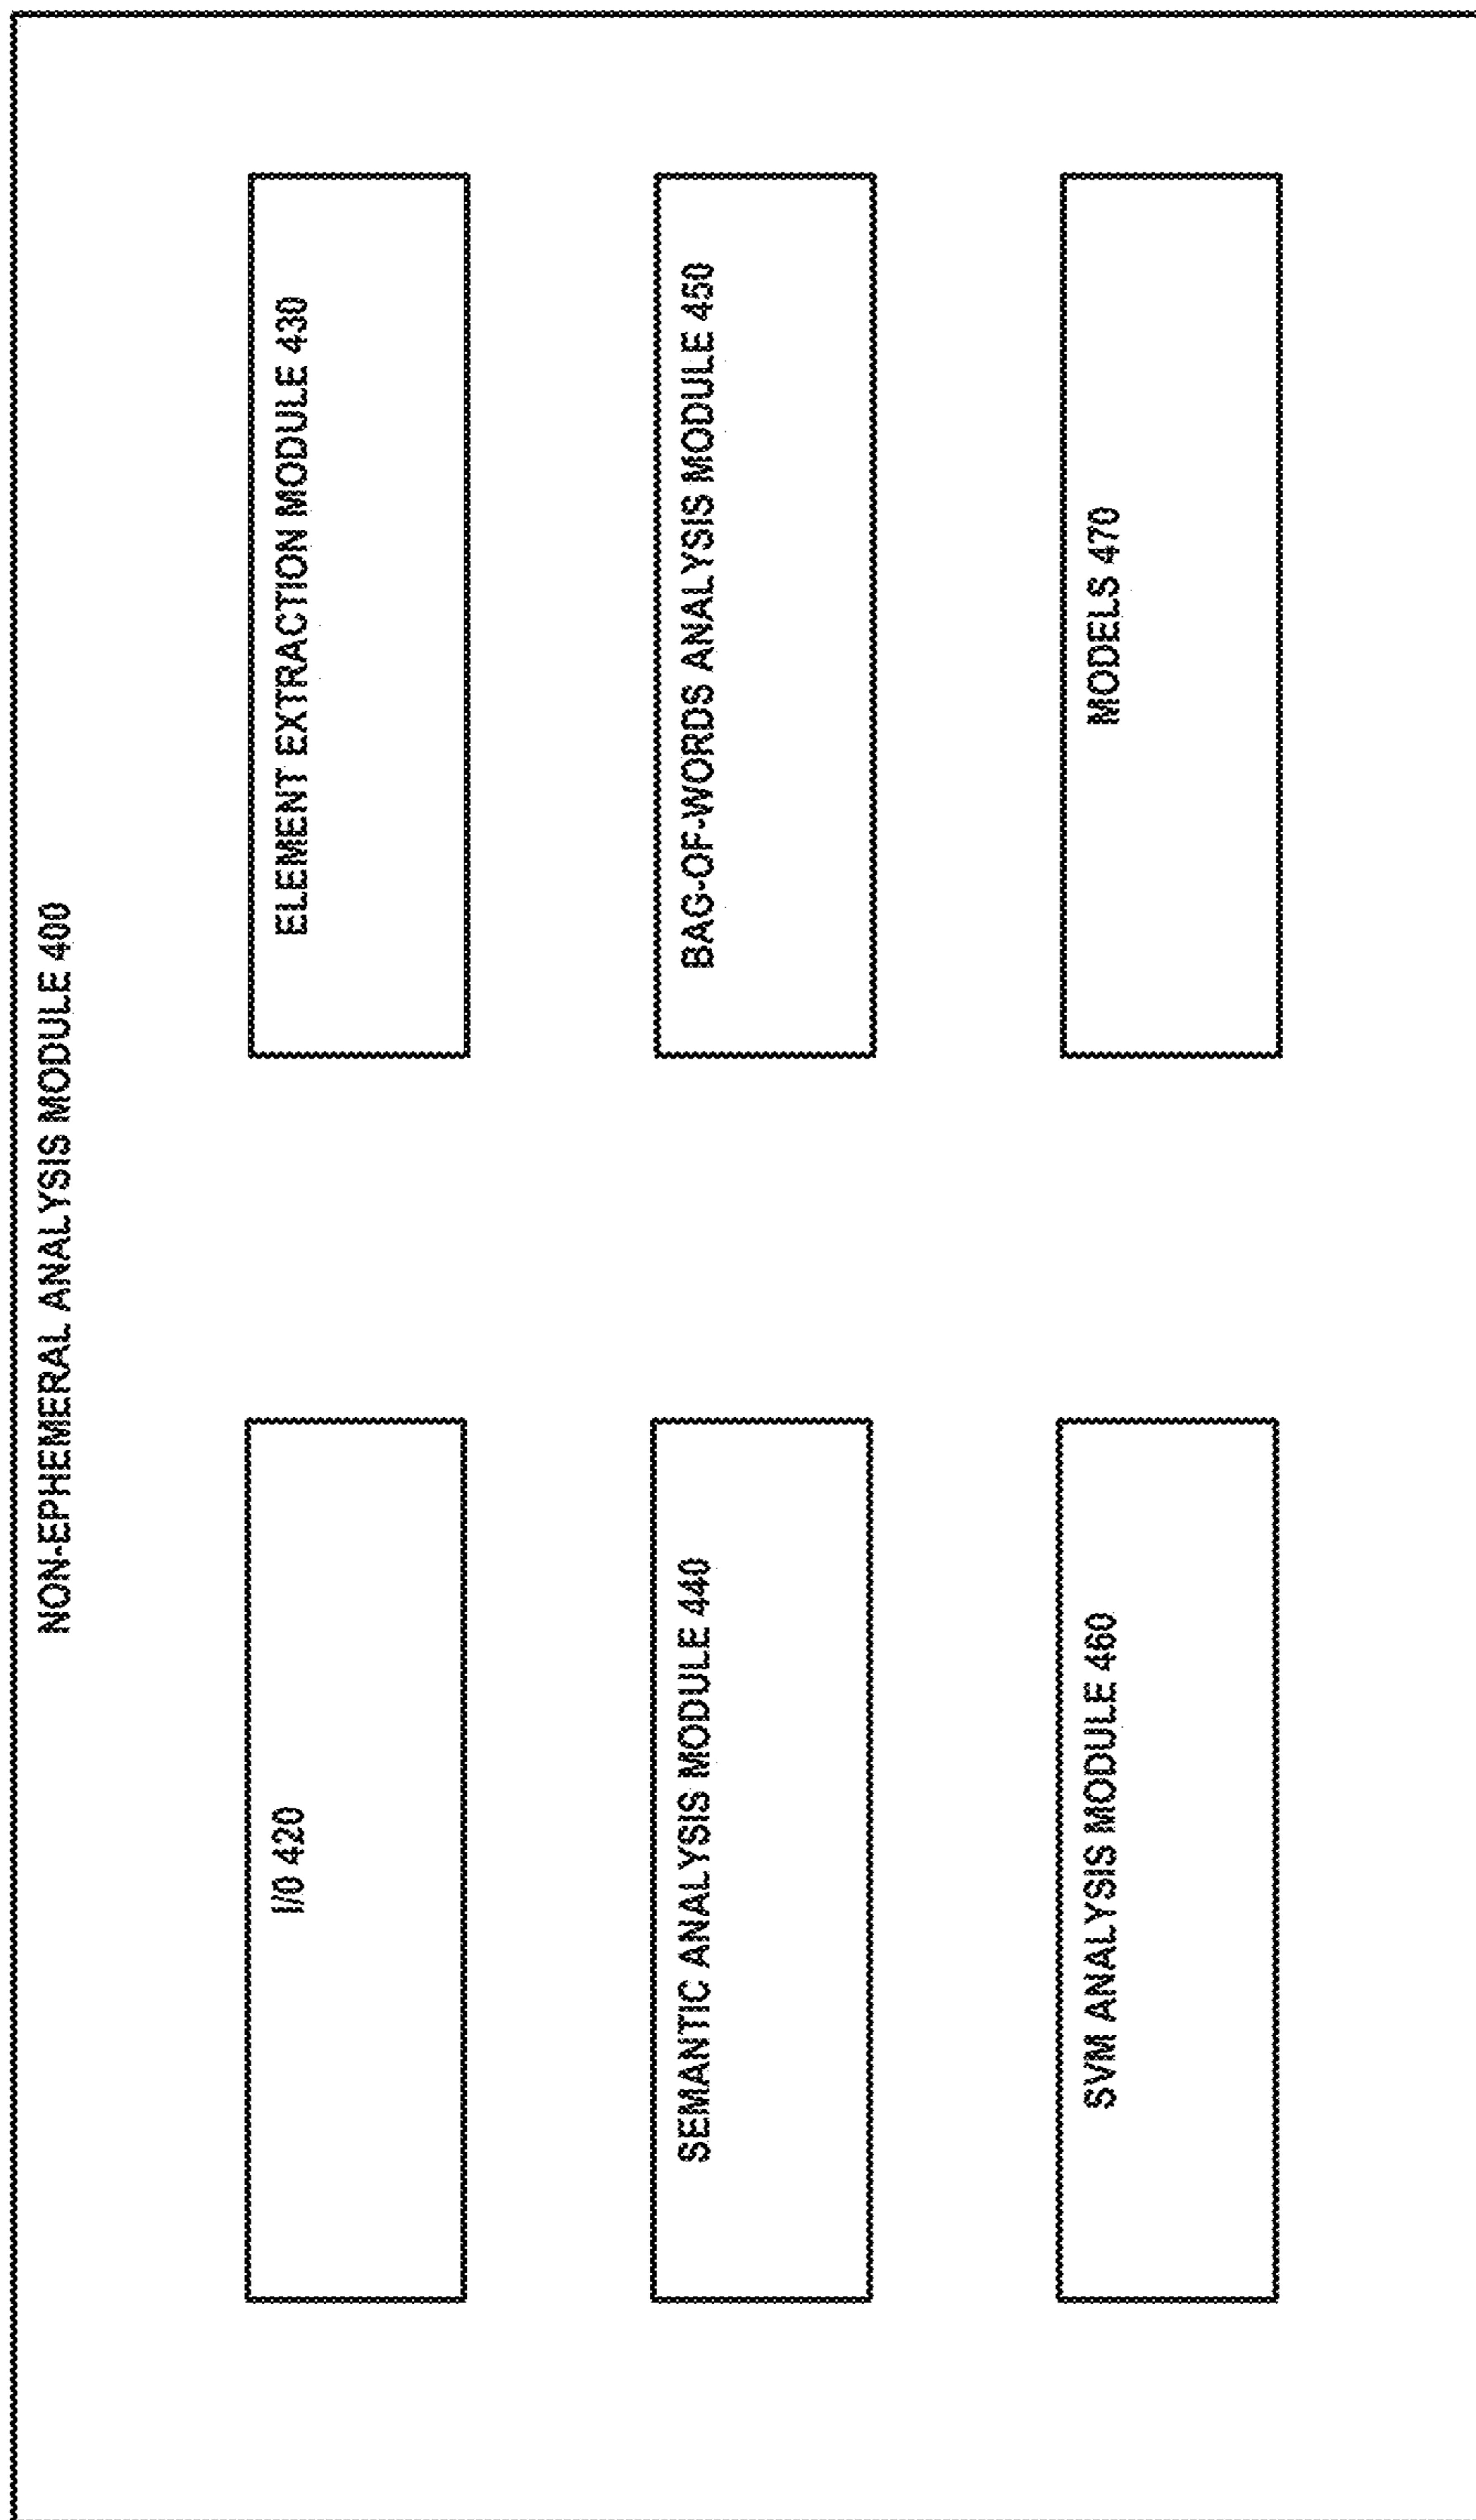 NON-EPHEMERAL ANALYSIS MODULE 400
I/O 420
ELEMENT EXTRACTION MODULE 430
SEMANTIC ANALYSIS MODULE 440
BAG-OF-WORDS ANALYSIS MODULE 450
SVM ANALYSIS MODULE 460
MODELS 470